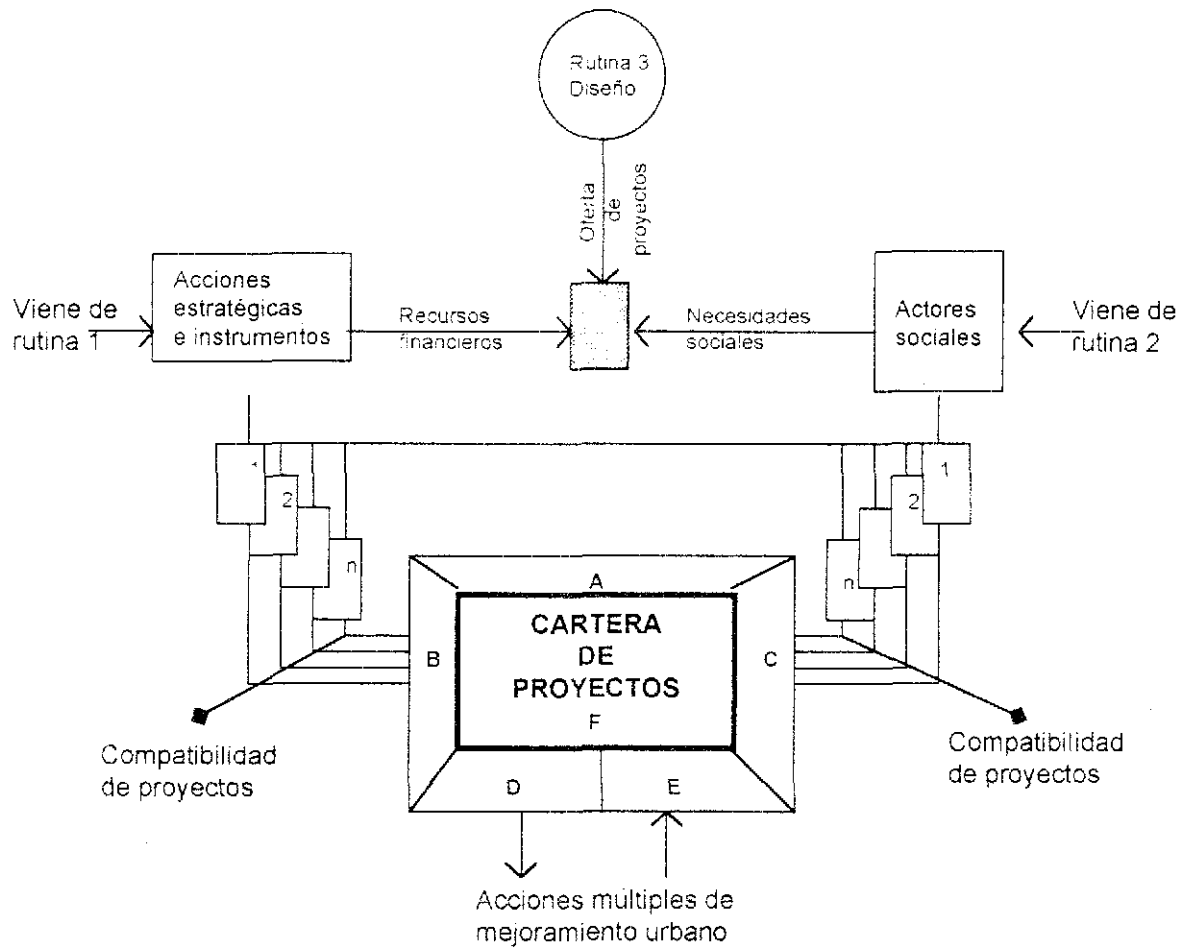 Rutina 3
Diseño
Oferta
de
proyectos
Acciones
estratégicas
e instrumentos
Viene de
rutina 1
Recursos
financieros
Necesidades
sociales
Actores
sociales
Viene de
rutina 2
1
2
n
1
2
n
A
CARTERA
DE
PROYECTOS
B
C
F
D
E
Compatibilidad
de proyectos
Compatibilidad
de proyectos
Acciones múltiples de
mejoramiento urbano